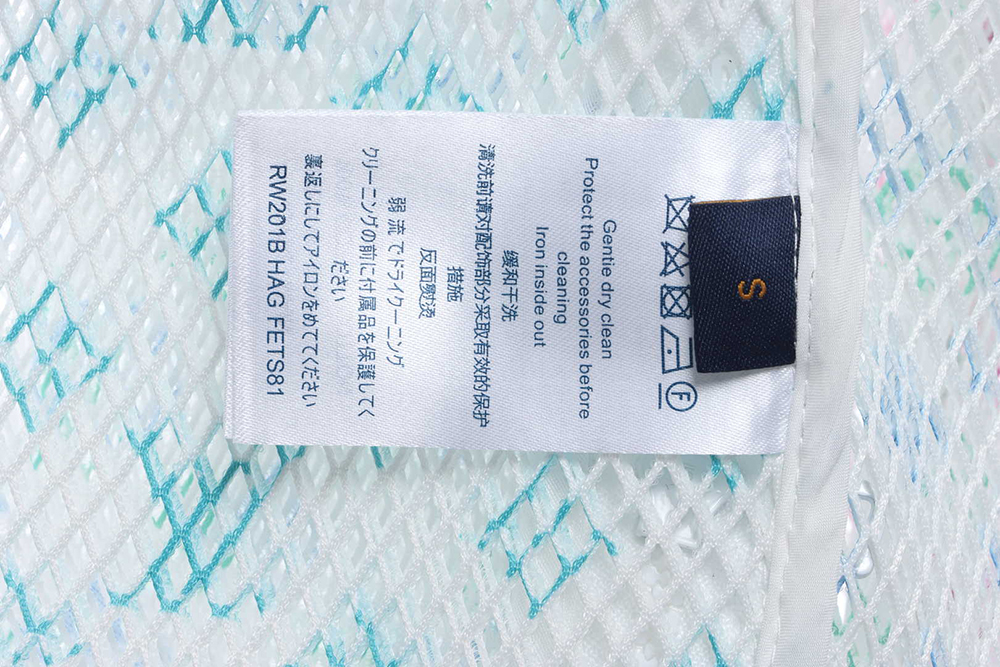 S
F
Gentle dry clean
Protect the accessories before
cleaning
Iron inside out
缓和干洗
清洗前请对配饰部分采取有效的保护
措施
反面熨烫
弱 流 でドライクーニング
クリーニングの前に付属品を保護してく
ださい
裏返しにしてアイロンをめててください
RW201B HAG FETS81